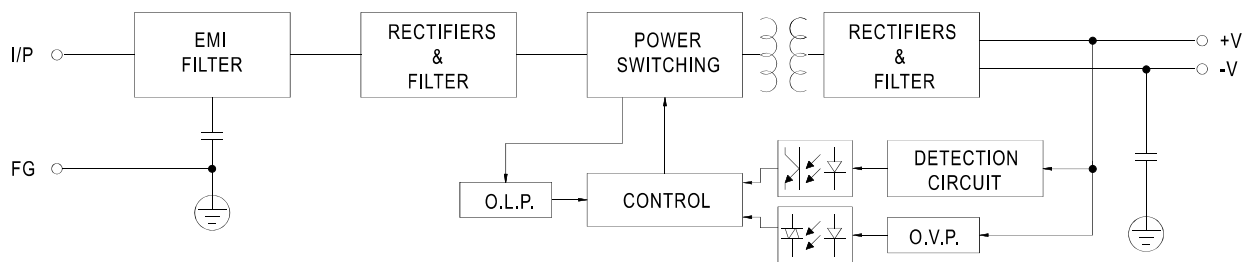 I/P
EMI
FILTER
RECTIFIERS
&
FILTER
POWER
SWITCHING
RECTIFIERS
&
FILTER
+V
-V
FG
O.L.P.
CONTROL
DETECTION
CIRCUIT
O.V.P.